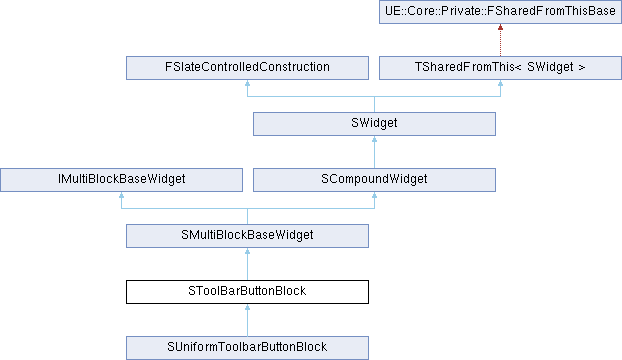 UE::Core::Private::FSharedFromThisBase
FSlateControlledConstruction
TSharedFromThis< SWidget >
SWidget
IMultiBlockBaseWidget
SCompoundWidget
SMultiBlockBaseWidget
SToolBarButtonBlock
SUniformToolbarButtonBlock